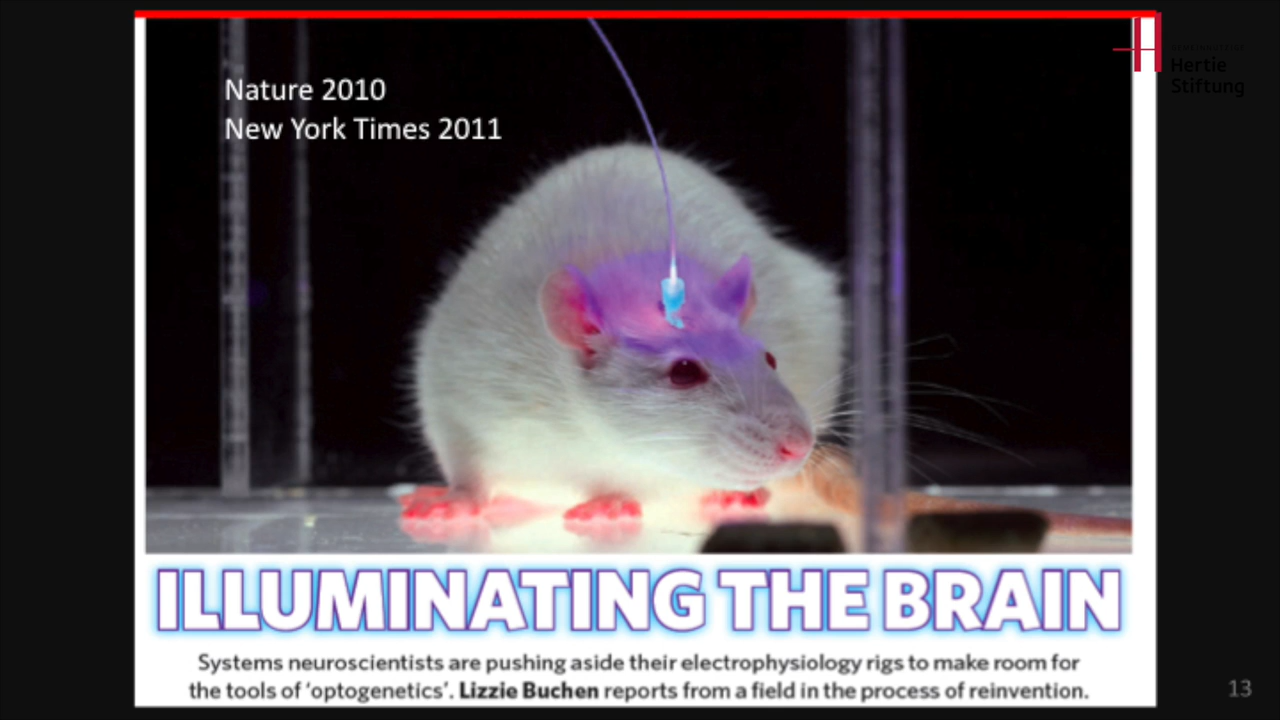 Nature 2010
New York Times 2011
GEMEINNÜTZIGE
Hertie
Stiftung
ILLUMINATING THE BRAIN
Systems neuroscientists are pushing aside their electrophysiology rigs to make room for
the tools of ‘optogenetics’. Lizzie Buchen reports from a field in the process of reinvention.
13